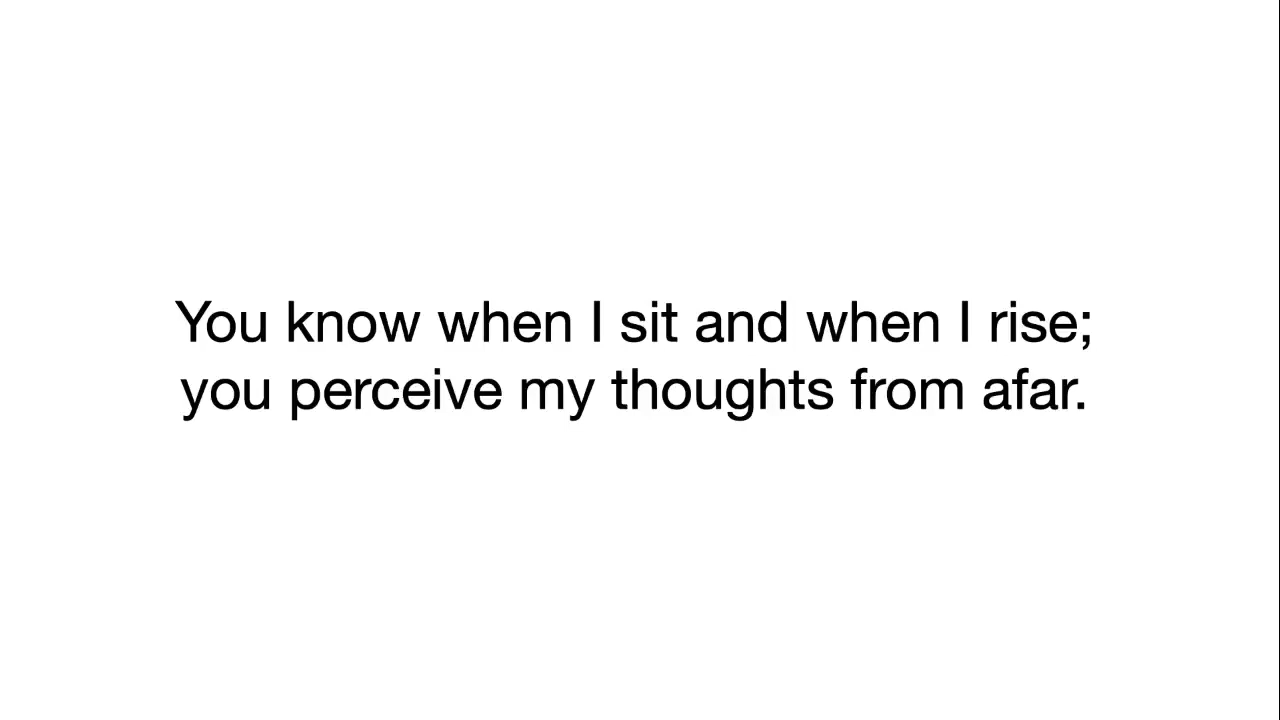 You know when I sit and when I rise;
you perceive my thoughts from afar.